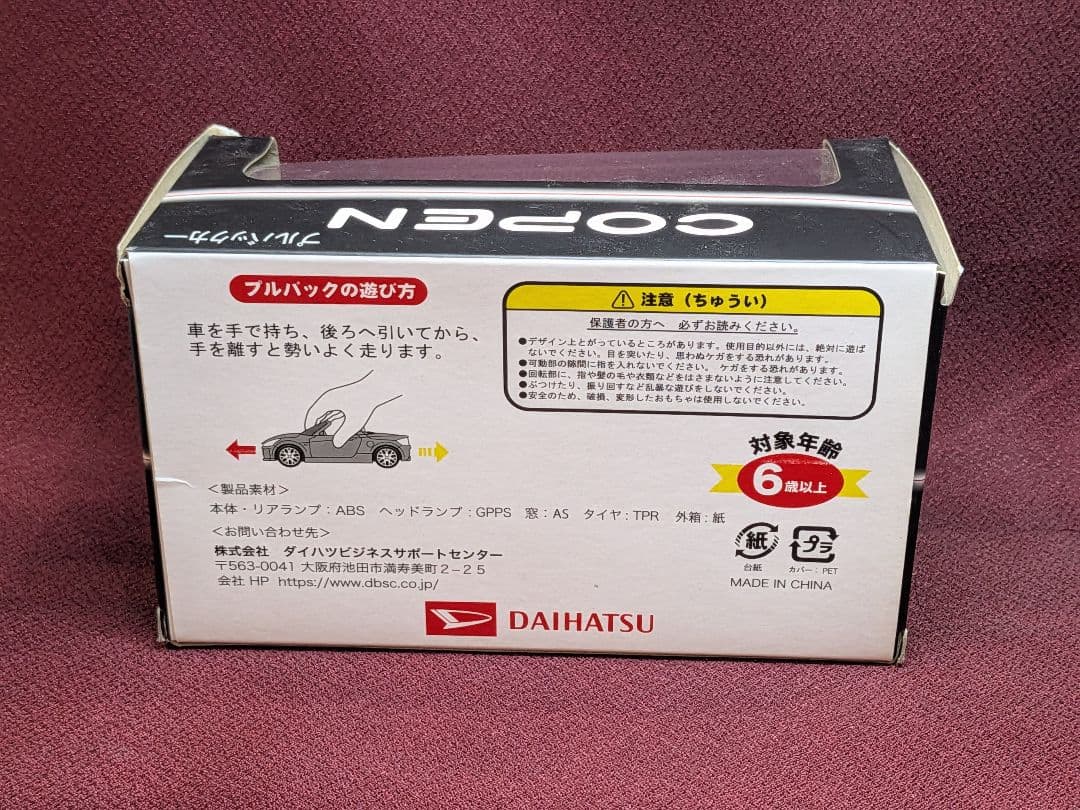 COPEN
プルバックカー
プルバックの遊び方
車を手で持ち、後ろへ引いてから、
手を離すと勢いよく走ります。
注意（ちゅうい）
保護者の方へ 必ずお読みください。
●デザイン上とがっているところがあります。使用目的以外には、絶対に遊ば
ないでください。目を突いたり、思わぬケガをする恐れがあります。
●可動部の隙間に指を入れないでください。ケガをする恐れがあります。
●回転部に、指や髪の毛や衣類などをはさまないように注意してください。
●ぶつけたり、振り回すなど乱暴な遊びをしないでください。
●安全のため、破損、変形したおもちゃは使用しないでください。
対象年齢
6歳以上
＜製品素材＞
本体・リアランプ：ABS ヘッドランプ：GPPS 窓：AS タイヤ：TPR 外箱：紙
＜お問い合わせ先＞
株式会社 ダイハツビジネスサポートセンター
〒563-0041 大阪府池田市満寿美町2－25
会社HP https://www.dbsc.co.jp/
紙
台紙
プラ
カバー：PET
MADE IN CHINA
DAIHATSU